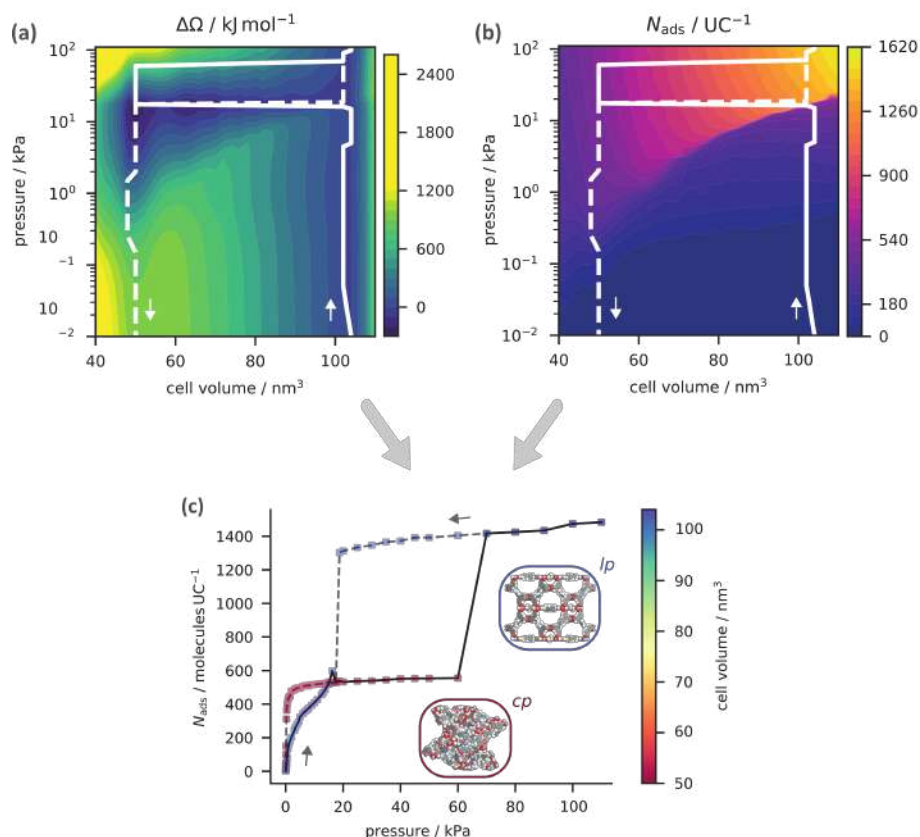 (a)
ΔΩ / kJ mol⁻¹
10²
10¹
10⁰
10
⁻¹
10
⁻²
pressure / kPa
40 60 80 100
cell volume / nm³
2400
1800
1200
600
0
(b)
N_ads / UC⁻¹
10²
10¹
10⁰
10⁻¹
10⁻²
pressure / kPa
40 60 80 100
cell volume / nm³
1620
1260
900
540
180
0
(c)
1400
1200
1000
800
600
400
200
0
N_ads / molecules UC⁻¹
lp
cp
0 20 40 60 80 100
pressure / kPa
100
90
80
70
60
50
cell volume / nm³